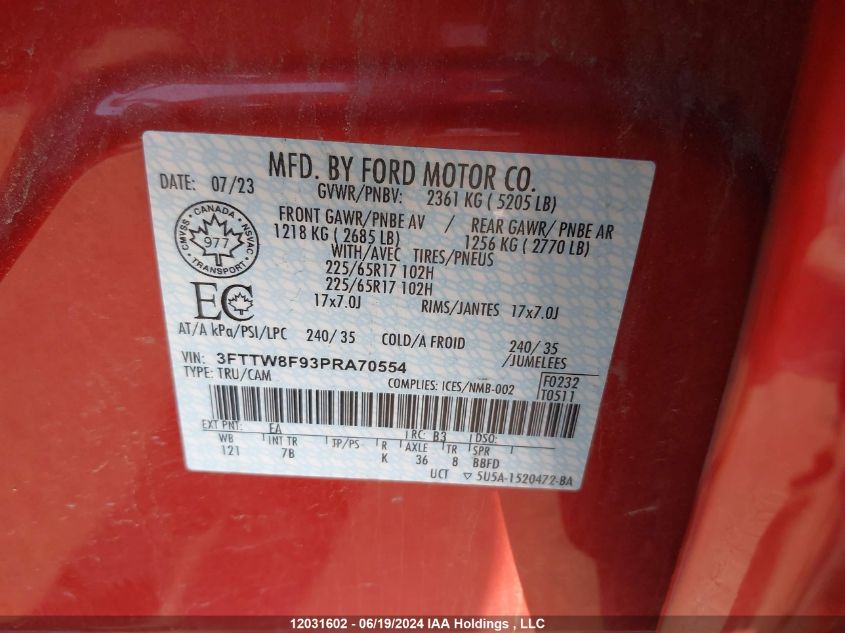 MFD. BY FORD MOTOR CO.
DATE: 07/23 GVWR/PNBV: 2361 KG ( 5205 LB)
FRONT GAWR/PNBE AV / REAR GAWR/ PNBE AR
1218 KG ( 2685 LB) 1256 KG ( 2770 LB)
WITH/AVEC TIRES/PNEUS
225/65R17 102H
225/65R17 102H
17x7.0J RIMS/JANTES 17x7.0J
CANADA
CMVSS NSVAC
977
TRANSPORT
EC
AT/A kPa/PSI/LPC 240/ 35 COLD/A FROID 240/ 35
/JUMELEES
VIN: 3FTTW8F93PRA70554
TYPE: TRU/CAM COMPLIES: ICES/NMB-002 F0232
T0511
EXT PNT: EA RC: B3 DSO:
WB INT TR TP/PS R AXLE TR SPR
121 7B K 36 8 BBFD
UCT ▽ 5U5A-1520472-BA
12031602 - 06/19/2024 IAA Holdings , LLC